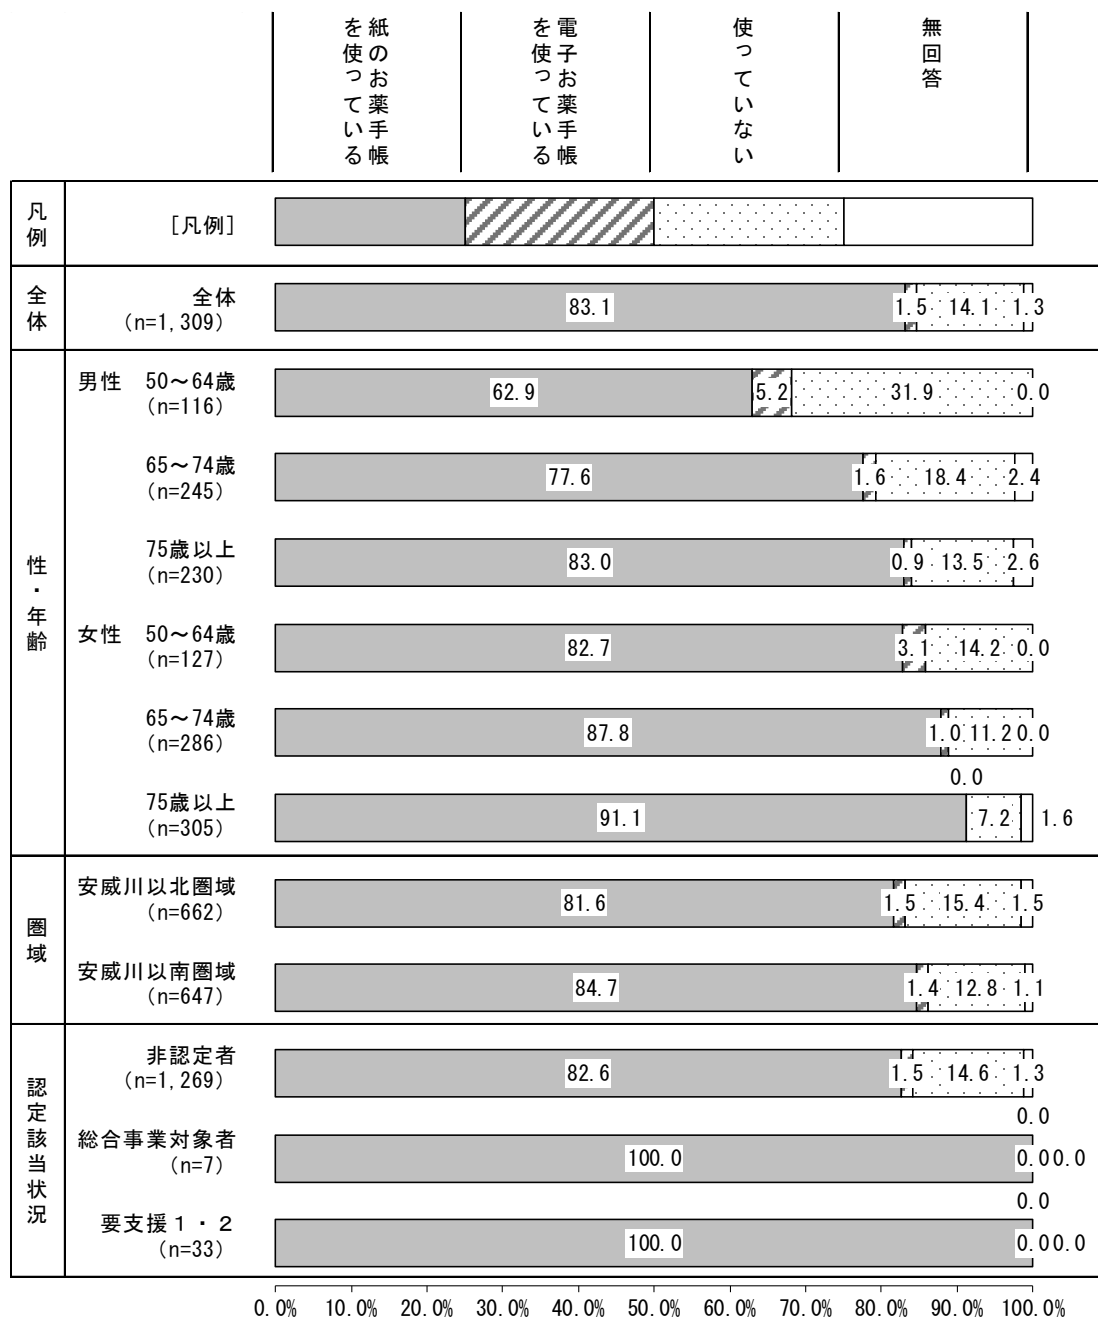 紙のお薬手帳
を使っている
電子お薬手帳
を使っている
使っていない
無回答
凡例
[凡例]
全体
全体
(n=1,309)
83.1
1.5
14.1
1.3
性・年齢
男性 50～64歳
(n=116)
62.9
5.2
31.9
0.0
65～74歳
(n=245)
77.6
1.6
18.4
2.4
75歳以上
(n=230)
83.0
0.9
13.5
2.6
女性 50～64歳
(n=127)
82.7
3.1
14.2
0.0
65～74歳
(n=286)
87.8
1.0
11.2
0.0
75歳以上
(n=305)
91.1
0.0
7.2
1.6
圏域
安威川以北圏域
(n=662)
81.6
1.5
15.4
1.5
安威川以南圏域
(n=647)
84.7
1.4
12.8
1.1
認定該当状況
非認定者
(n=1,269)
82.6
1.5
14.6
1.3
総合事業対象者
(n=7)
100.0
0.0
0.0
0.0
要支援１・２
(n=33)
100.0
0.0
0.0
0.0
0.0% 10.0% 20.0% 30.0% 40.0% 50.0% 60.0% 70.0% 80.0% 90.0% 100.0%